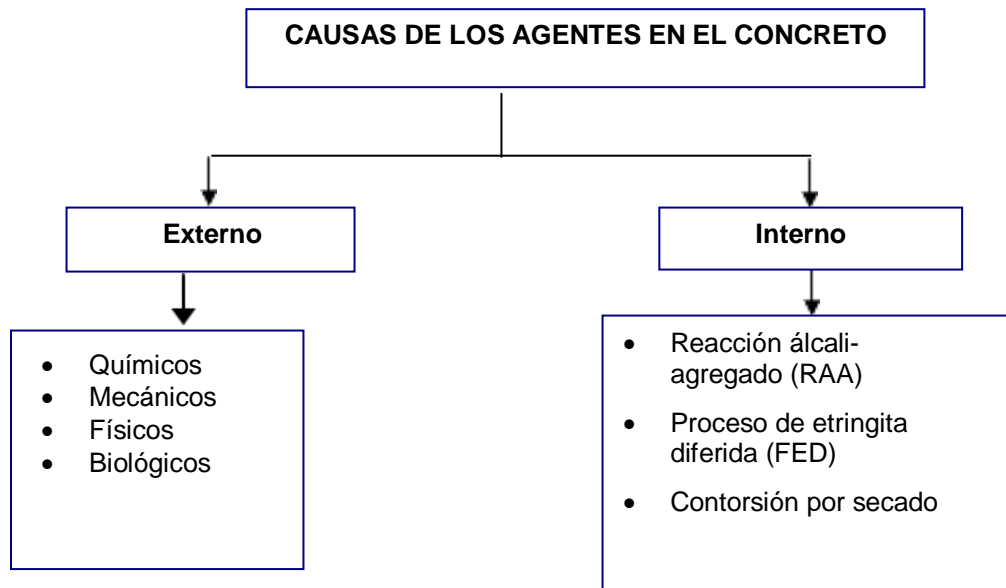 CAUSAS DE LOS AGENTES EN EL CONCRETO
Externo
Interno
• Químicos
• Mecánicos
• Físicos
• Biológicos
• Reacción álcali-
agregado (RAA)
• Proceso de etringita
diferida (FED)
• Contorsión por secado